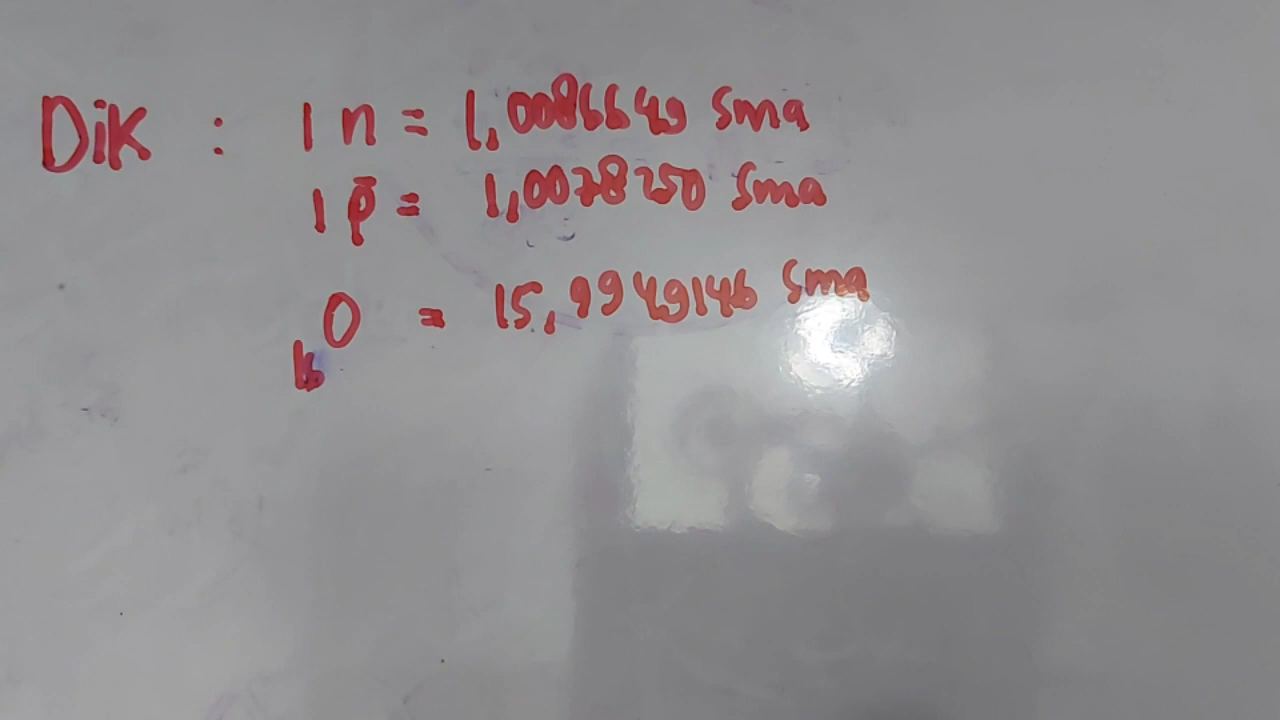 Dik : 1 n = 1,0086649 sma
1 p̄ = 1,0078250 sma
16O = 15,9949146 sma